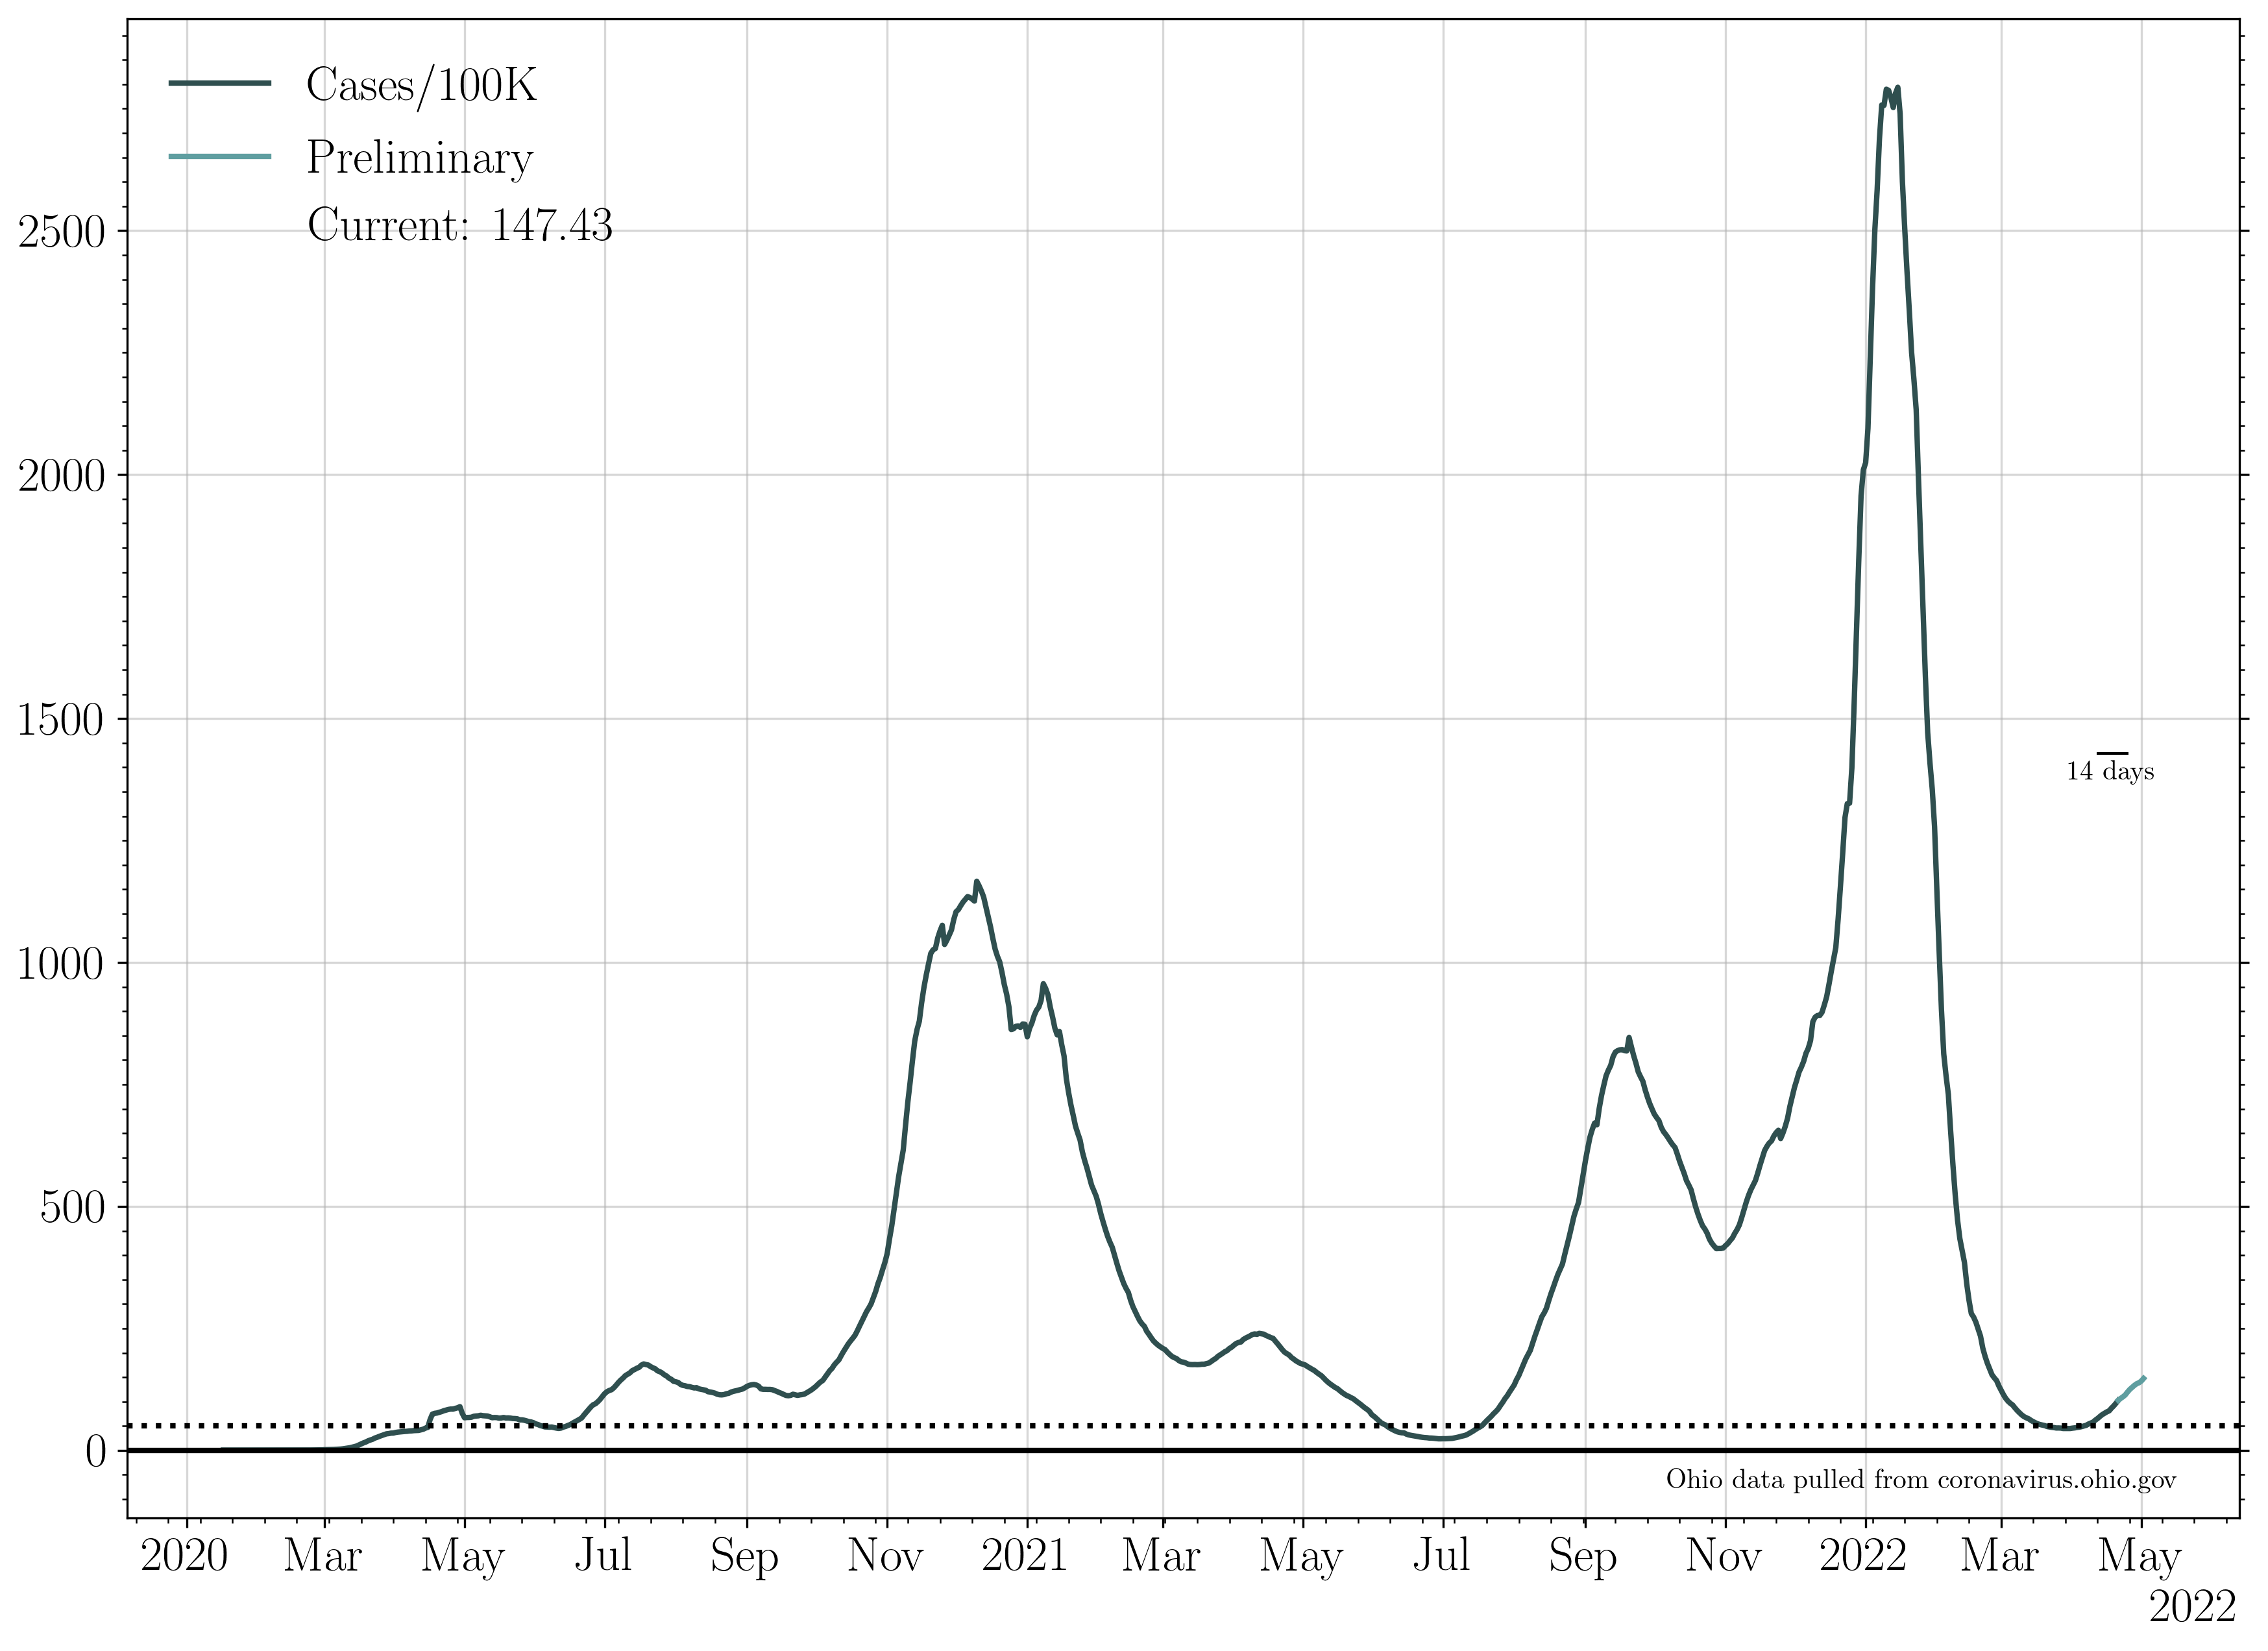 Cases/100K
Preliminary
Current: 147.43
2500
2000
1500
1000
500
0
14 days
Ohio data pulled from coronavirus.ohio.gov
2020 Mar May Jul Sep Nov 2021 Mar May Jul Sep Nov 2022 Mar May
2022